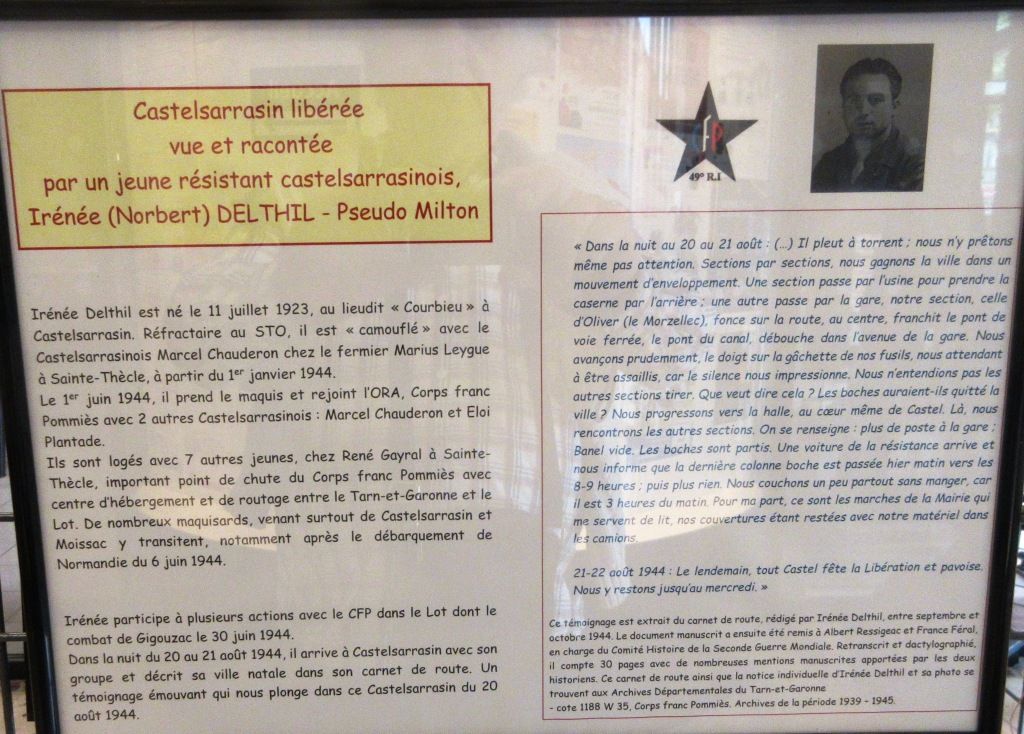 Castelsarrasin libérée
vue et racontée
par un jeune résistant castelsarrasinois,
Irénée (Norbert) DELTHIL - Pseudo Milton
Irénée Delthil est né le 11 juillet 1923, au lieudit « Courbieu » à
Castelsarrasin. Réfractaire au STO, il est « camouflé » avec le
Castelsarrasinois Marcel Chauderon chez le fermier Marius Leygue
à Sainte-Thècle, à partir du 1er janvier 1944.
Le 1er juin 1944, il prend le maquis et rejoint l'ORA, Corps franc
Pommiès avec 2 autres Castelsarrasinois : Marcel Chauderon et Eloi
Plantade.
Ils sont logés avec 7 autres jeunes, chez René Gayral à Sainte-
Thècle, important point de chute du Corps franc Pommiès avec
centre d'hébergement et de routage entre le Tarn-et-Garonne et le
Lot. De nombreux maquisards, venant surtout de Castelsarrasin et
Moissac y transitent, notamment après le débarquement de
Normandie du 6 juin 1944.
Irénée participe à plusieurs actions avec le CFP dans le Lot dont le
combat de Gigouzac le 30 juin 1944.
Dans la nuit du 20 au 21 août 1944, il arrive à Castelsarrasin avec son
groupe et décrit sa ville natale dans son carnet de route. Un
témoignage émouvant qui nous plonge dans ce Castelsarrasin du 20
août 1944.
CFP
49° R.I
« Dans la nuit au 20 au 21 août : (...) Il pleut à torrent ; nous n'y prêtons
même pas attention. Sections par sections, nous gagnons la ville dans un
mouvement d'enveloppement. Une section passe par l'usine pour prendre la
caserne par l'arrière ; une autre passe par la gare, notre section, celle
d'Oliver (le Morzellec), fonce sur la route, au centre, franchit le pont de
voie ferrée, le pont du canal, débouche dans l'avenue de la gare. Nous
avançons prudemment, le doigt sur la gâchette de nos fusils, nous attendant
à être assaillis, car le silence nous impressionne. Nous n'entendions pas les
autres sections tirer. Que veut dire cela ? Les boches auraient-ils quitté la
ville ? Nous progressons vers la halle, au cœur même de Castel. Là, nous
rencontrons les autres sections. On se renseigne : plus de poste à la gare ;
Banel vide. Les boches sont partis. Une voiture de la résistance arrive et
nous informe que la dernière colonne boche est passée hier matin vers les
8-9 heures ; puis plus rien. Nous couchons un peu partout sans manger, car
il est 3 heures du matin. Pour ma part, ce sont les marches de la Mairie qui
me servent de lit, nos couvertures étant restées avec notre matériel dans
les camions.
21-22 août 1944 : Le lendemain, tout Castel fête la Libération et pavoise.
Nous y restons jusqu'au mercredi. »
Ce témoignage est extrait du carnet de route, rédigé par Irénée Delthil, entre septembre et
octobre 1944. Le document manuscrit a ensuite été remis à Albert Ressigeac et France Féral,
en charge du Comité Histoire de la Seconde Guerre Mondiale. Retranscrit et dactylographié,
il compte 30 pages avec de nombreuses mentions manuscrites apportées par les deux
historiens. Ce carnet de route ainsi que la notice individuelle d'Irénée Delthil et sa photo se
trouvent aux Archives Départementales du Tarn-et-Garonne
- cote 1188 W 35, Corps franc Pommiès. Archives de la période 1939 - 1945.